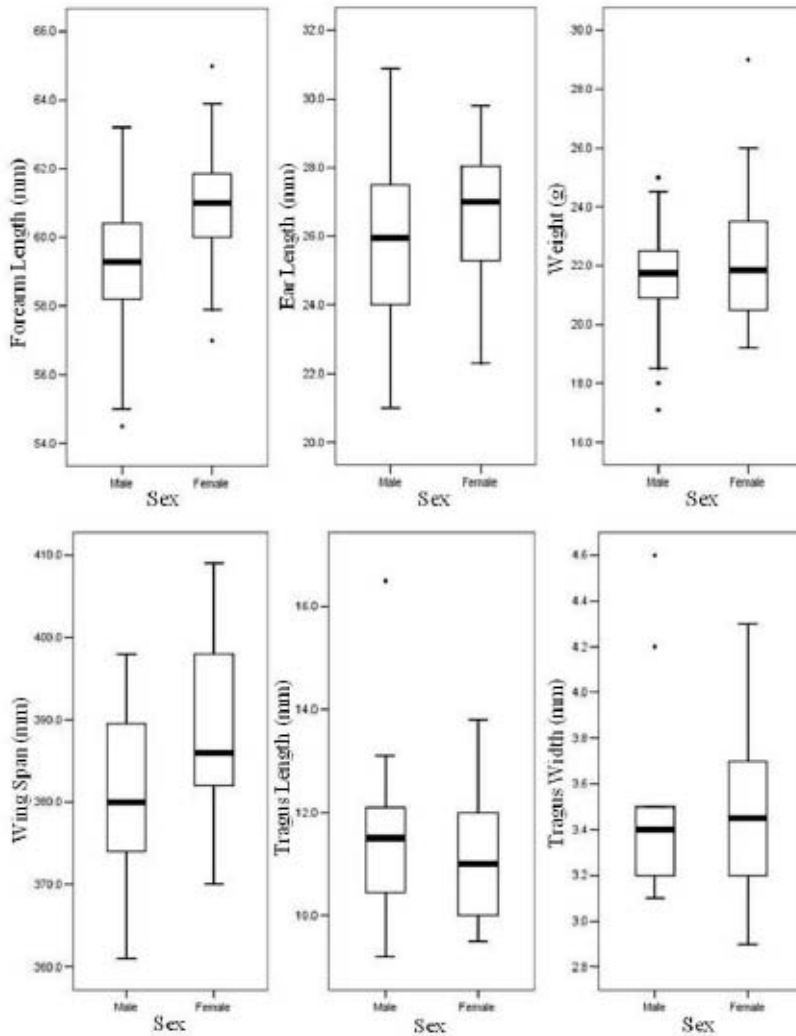 Forearm Length (mm)
66.0
64.0
62.0
60.0
58.0
56.0
54.0
Male Female
Sex
Ear Length (mm)
32.0
30.0
28.0
26.0
24.0
22.0
20.0
Male Female
Sex
Weight (g)
30.0
28.0
26.0
24.0
22.0
20.0
18.0
16.0
Male Female
Sex
Wing Span (mm)
410.0
400.0
390.0
380.0
370.0
360.0
Male Female
Sex
Tragus Length (mm)
16.0
14.0
12.0
10.0
Male Female
Sex
Tragus Width (mm)
4.6
4.4
4.2
4.0
3.8
3.6
3.4
3.2
3.0
2.8
Male Female
Sex